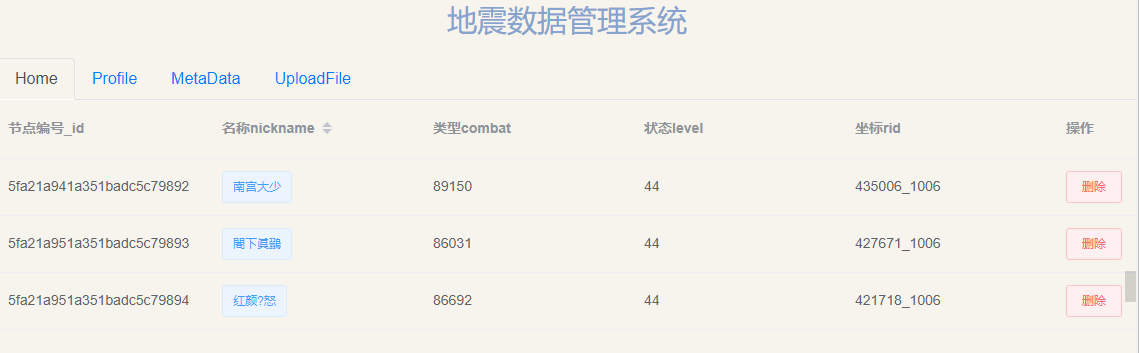 地震数据管理系统
Home Profile MetaData UploadFile
节点编号_id 名称nickname 类型combat 状态level 坐标rid 操作
5fa21a941a351badc5c79892 南宫大少 89150 44 435006_1006 删除
5fa21a951a351badc5c79893 86031 44 427671_1006 删除
5fa21a951a351badc5c79894 红颜?怒 86692 44 421718_1006 删除